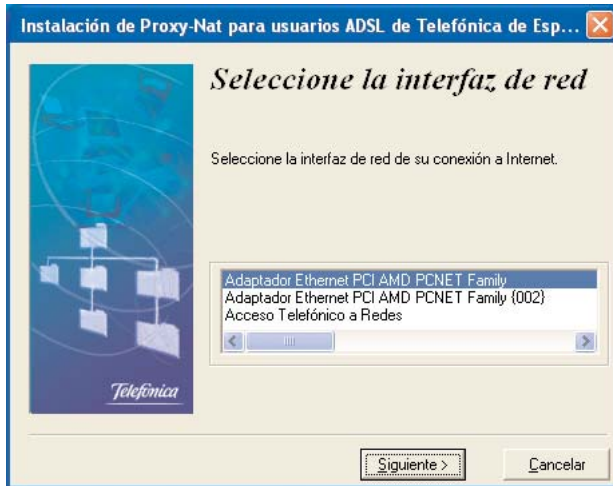 Instalación de Proxy-Nat para usuarios ADSL de Telefónica de Esp...
Seleccione la interfaz de red
Seleccione la interfaz de red de su conexión a Internet.
Adaptador Ethernet PCI AMD PCNET Family
Adaptador Ethernet PCI AMD PCNET Family {002}
Acceso Telefónico a Redes
Telefónica
Siguiente >
Cancelar